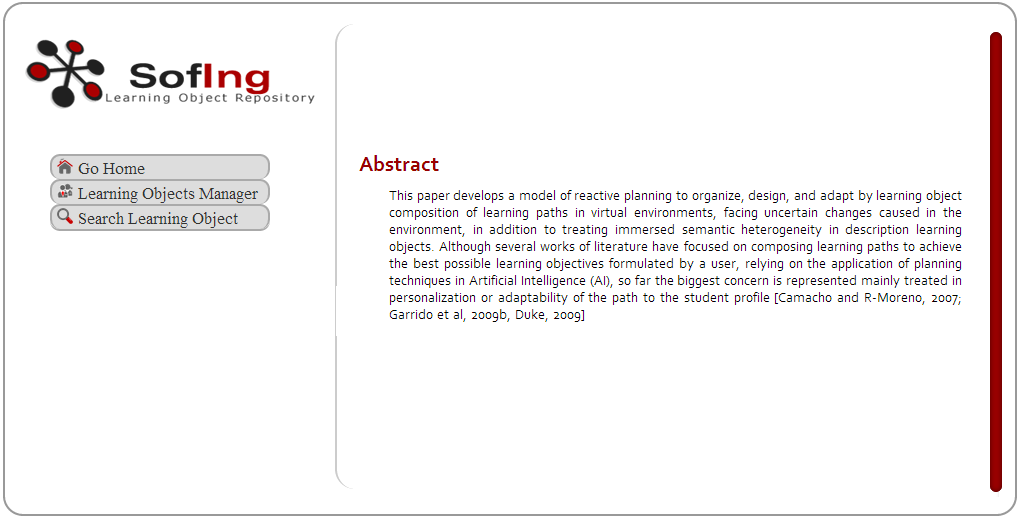 SofIng
Learning Object Repository
Go Home
Learning Objects Manager
Search Learning Object
Abstract
This paper develops a model of reactive planning to organize, design, and adapt by learning object
composition of learning paths in virtual environments, facing uncertain changes caused in the
environment, in addition to treating immersed semantic heterogeneity in description learning
objects. Although several works of literature have focused on composing learning paths to achieve
the best possible learning objectives formulated by a user, relying on the application of planning
techniques in Artificial Intelligence (AI), so far the biggest concern is represented mainly treated in
personalization or adaptability of the path to the student profile [Camacho and R-Moreno, 2007;
Garrido et al, 2009b, Duke, 2009]